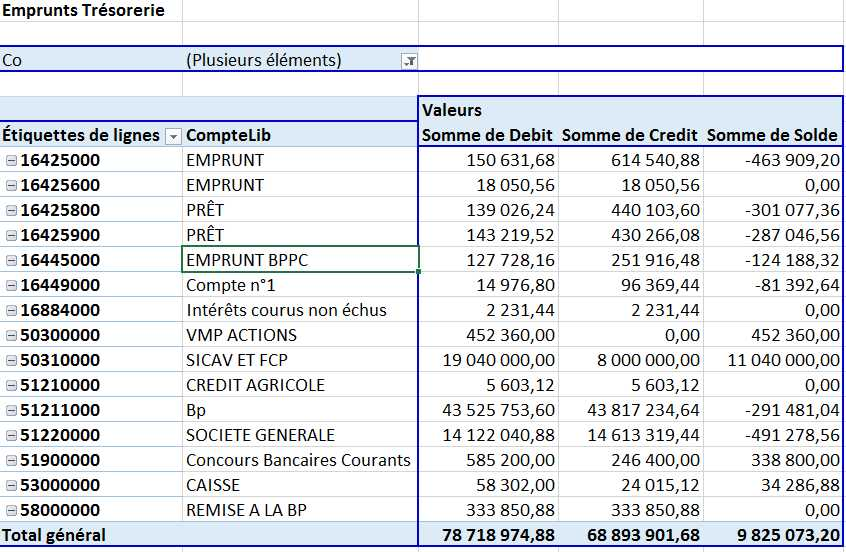 Emprunts Trésorerie
Co (Plusieurs éléments)
Valeurs
Étiquettes de lignes CompteLib Somme de Debit Somme de Credit Somme de Solde
16425000 EMPRUNT 150 631,68 614 540,88 -463 909,20
16425600 EMPRUNT 18 050,56 18 050,56 0,00
16425800 PRÊT 139 026,24 440 103,60 -301 077,36
16425900 PRÊT 143 219,52 430 266,08 -287 046,56
16445000 EMPRUNT BPPC 127 728,16 251 916,48 -124 188,32
16449000 Compte n°1 14 976,80 96 369,44 -81 392,64
16884000 Intérêts courus non échus 2 231,44 2 231,44 0,00
50300000 VMP ACTIONS 452 360,00 0,00 452 360,00
50310000 SICAV ET FCP 19 040 000,00 8 000 000,00 11 040 000,00
51210000 CREDIT AGRICOLE 5 603,12 5 603,12 0,00
51211000 Bp 43 525 753,60 43 817 234,64 -291 481,04
51220000 SOCIETE GENERALE 14 122 040,88 14 613 319,44 -491 278,56
51900000 Concours Bancaires Courants 585 200,00 246 400,00 338 800,00
53000000 CAISSE 58 302,00 24 015,12 34 286,88
58000000 REMISE A LA BP 333 850,88 333 850,88 0,00
Total général 78 718 974,88 68 893 901,68 9 825 073,20